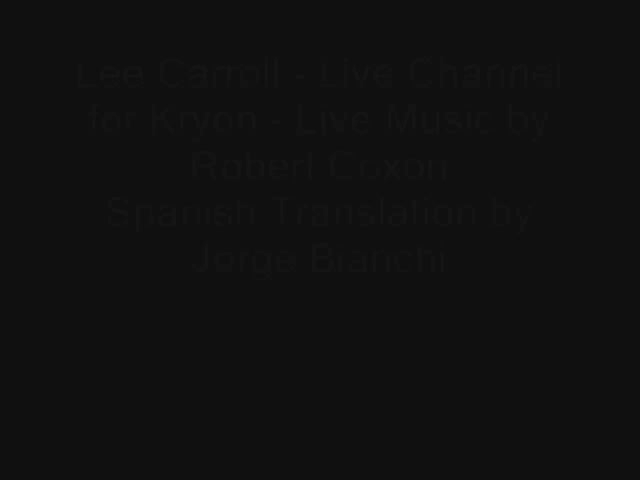 Lee Carroll - Live Channel
for Kryon - Live Music by
Robert Coxon
Spanish Translation by
Jorge Bianchi